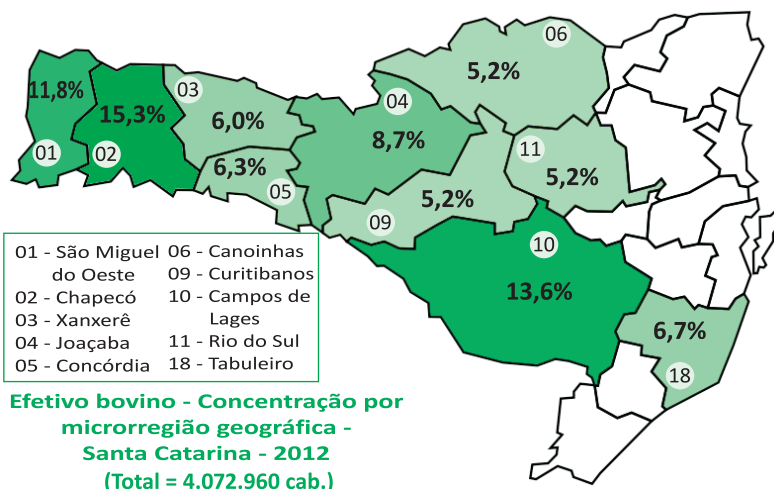 06
5,2%
11,8%
03
04
15,3%
6,0%
8,7%
11
01
02
6,3%
05
5,2%
5,2%
09
10
13,6%
6,7%
18
01 - São Miguel
do Oeste
02 - Chapecó
03 - Xanxerê
04 - Joaçaba
05 - Concórdia
06 - Canoinhas
09 - Curitibanos
10 - Campos de
Lages
11 - Rio do Sul
18 - Tabuleiro
Efetivo bovino - Concentração por
microrregião geográfica -
Santa Catarina - 2012
(Total = 4.072.960 cab.)